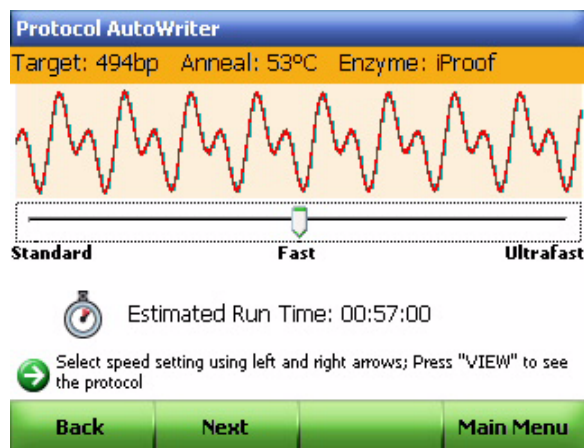 Protocol AutoWriter
Target: 494bp Anneal: 53ºC Enzyme: iProof
Standard Fast Ultrafast
Estimated Run Time: 00:57:00
Select speed setting using left and right arrows; Press "VIEW" to see
the protocol
Back Next Main Menu